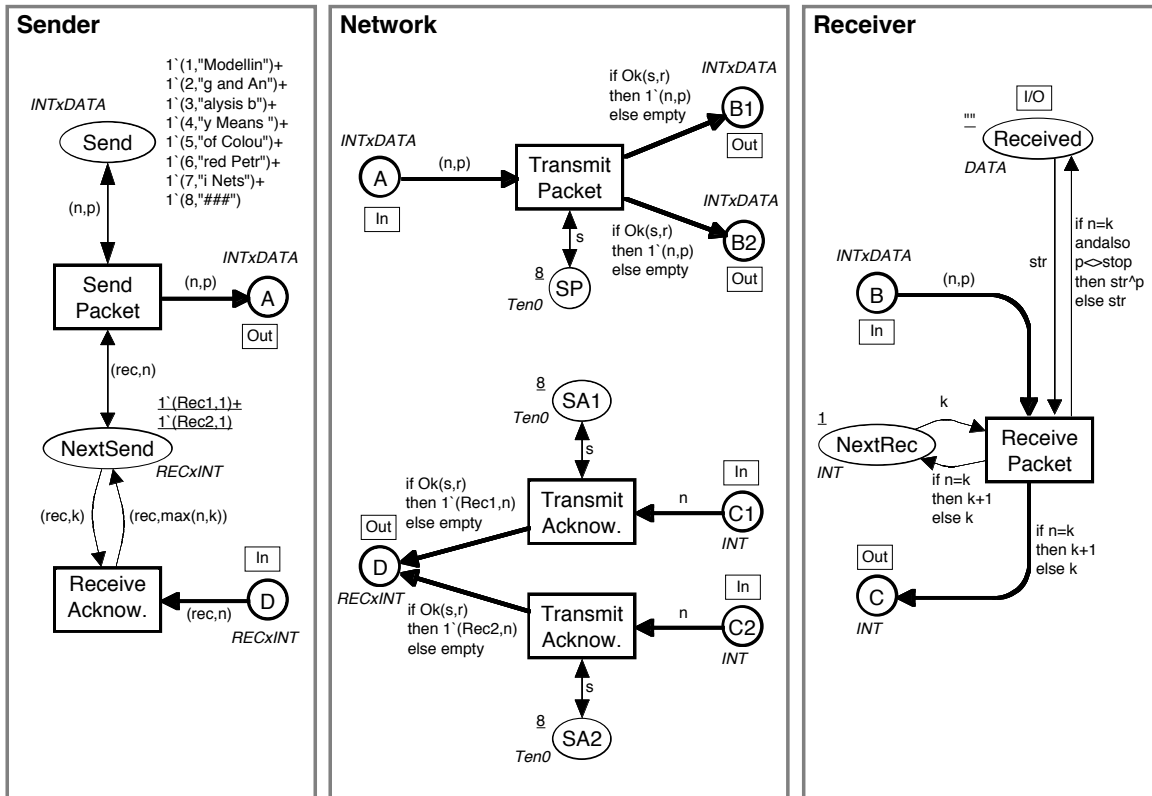 Sender
1`(1,"Modellin")+
1`(2,"g and An")+
1`(3,"alysis b")+
1`(4,"y Means ")+
1`(5,"of Colou")+
1`(6,"red Petr")+
1`(7,"i Nets")+
1`(8,"###")
INTxDATA
Send
(n,p)
Send
Packet
(n,p)
INTxDATA
A
Out
(rec,n)
1`(Rec1,1)+
1`(Rec2,1)
NextSend
RECxINT
(rec,k)
(rec,max(n,k))
In
Receive
Acknow.
(rec,n)
D
RECxINT
Network
INTxDATA
A
In
(n,p)
Transmit
Packet
if Ok(s,r)
then 1`(n,p)
else empty
INTxDATA
B1
Out
if Ok(s,r)
then 1`(n,p)
else empty
INTxDATA
B2
Out
s
8
SP
Ten0
8
SA1
Ten0
s
if Ok(s,r)
then 1`(Rec1,n)
else empty
Transmit
Acknow.
n
In
C1
INT
Out
D
RECxINT
if Ok(s,r)
then 1`(Rec2,n)
else empty
Transmit
Acknow.
n
In
C2
INT
s
8
SA2
Ten0
Receiver
I/O
""
Received
DATA
str
if n=k
andalso
p<>stop
then str^p
else str
INTxDATA
B
In
(n,p)
1
NextRec
INT
k
if n=k
then k+1
else k
Receive
Packet
if n=k
then k+1
else k
Out
C
INT